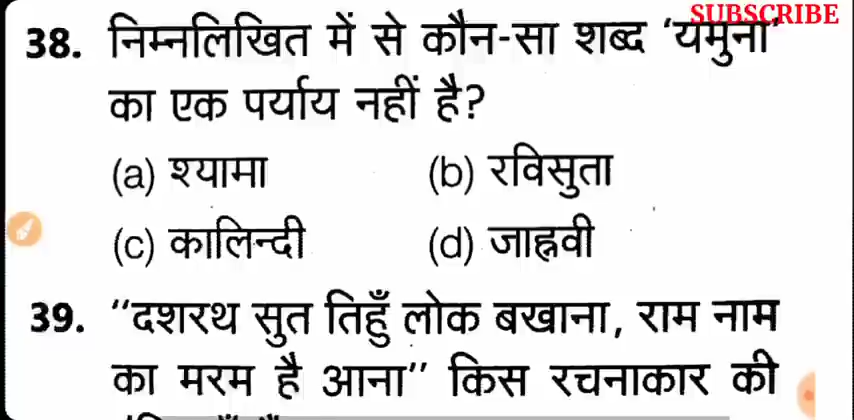 SUBSCRIBE
38. निम्नलिखित में से कौन-सा शब्द ‘यमुना’
का एक पर्याय नहीं है?
(a) श्यामा (b) रविसुता
(c) कालिन्दी (d) जाह्नवी
39. ‘‘दशरथ सुत तिहुँ लोक बखाना, राम नाम
का मरम है आना’’ किस रचनाकार की